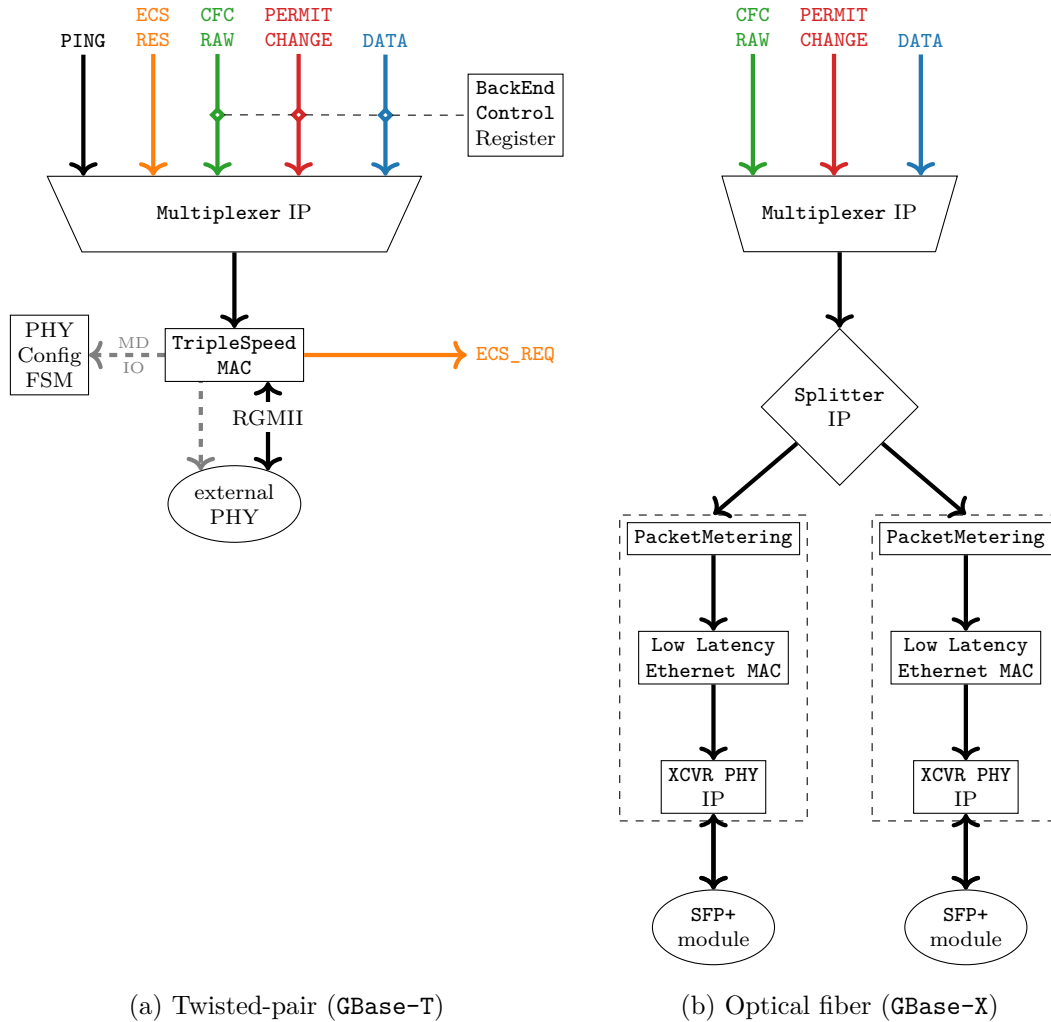 PING
ECS
RES
CFC
RAW
PERMIT
CHANGE
DATA
BackEnd
Control
Register
Multiplexer IP
PHY
Config
FSM
MD
IO
TripleSpeed
MAC
ECS_REQ
RGMII
external
PHY
(a) Twisted-pair (GBase-T)
CFC
RAW
PERMIT
CHANGE
DATA
Multiplexer IP
Splitter
IP
PacketMetering
Low Latency
Ethernet MAC
XCVR PHY
IP
SFP+
module
PacketMetering
Low Latency
Ethernet MAC
XCVR PHY
IP
SFP+
module
(b) Optical fiber (GBase-X)